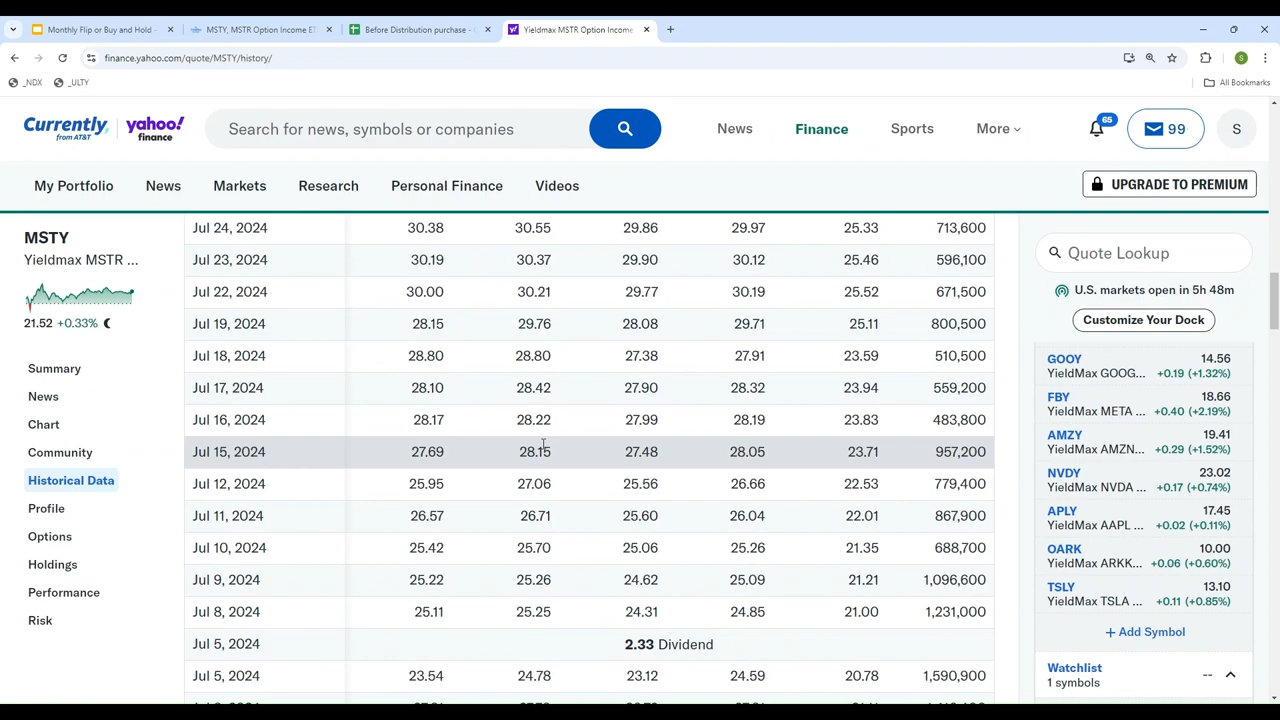 Monthly Flip or Buy and Hold -
MSTY, MSTR Option Income ET
Before Distribution purchase -
Yieldmax MSTR Option Income
finance.yahoo.com/quote/MSTY/history/
S
_NDX
_ULTY
All Bookmarks
Currently
from AT&T
yahoo!
finance
Search for news, symbols or companies
News
Finance
Sports
More
65
99
S
My Portfolio
News
Markets
Research
Personal Finance
Videos
UPGRADE TO PREMIUM
MSTY
Yieldmax MSTR ...
21.52 +0.33%
Summary
News
Chart
Community
Historical Data
Profile
Options
Holdings
Performance
Risk
Jul 24, 2024 30.38 30.55 29.86 29.97 25.33 713,600
Jul 23, 2024 30.19 30.37 29.90 30.12 25.46 596,100
Jul 22, 2024 30.00 30.21 29.77 30.19 25.52 671,500
Jul 19, 2024 28.15 29.76 28.08 29.71 25.11 800,500
Jul 18, 2024 28.80 28.80 27.38 27.91 23.59 510,500
Jul 17, 2024 28.10 28.42 27.90 28.32 23.94 559,200
Jul 16, 2024 28.17 28.22 27.99 28.19 23.83 483,800
Jul 15, 2024 27.69 28.15 27.48 28.05 23.71 957,200
Jul 12, 2024 25.95 27.06 25.56 26.66 22.53 779,400
Jul 11, 2024 26.57 26.71 25.60 26.04 22.01 867,900
Jul 10, 2024 25.42 25.70 25.06 25.26 21.35 688,700
Jul 9, 2024 25.22 25.26 24.62 25.09 21.21 1,096,600
Jul 8, 2024 25.11 25.25 24.31 24.85 21.00 1,231,000
Jul 5, 2024 2.33 Dividend
Jul 5, 2024 23.54 24.78 23.12 24.59 20.78 1,590,900
Quote Lookup
U.S. markets open in 5h 48m
Customize Your Dock
GOOY 14.56
YieldMax GOOG... +0.19 (+1.32%)
FBY 18.66
YieldMax META ... +0.40 (+2.19%)
AMZY 19.41
YieldMax AMZN... +0.29 (+1.52%)
NVDY 23.02
YieldMax NVDA ... +0.17 (+0.74%)
APLY 17.45
YieldMax AAPL ... +0.02 (+0.11%)
OARK 10.00
YieldMax ARKK... +0.06 (+0.60%)
TSLY 13.10
YieldMax TSLA ... +0.11 (+0.85%)
+ Add Symbol
Watchlist
1 symbols
--